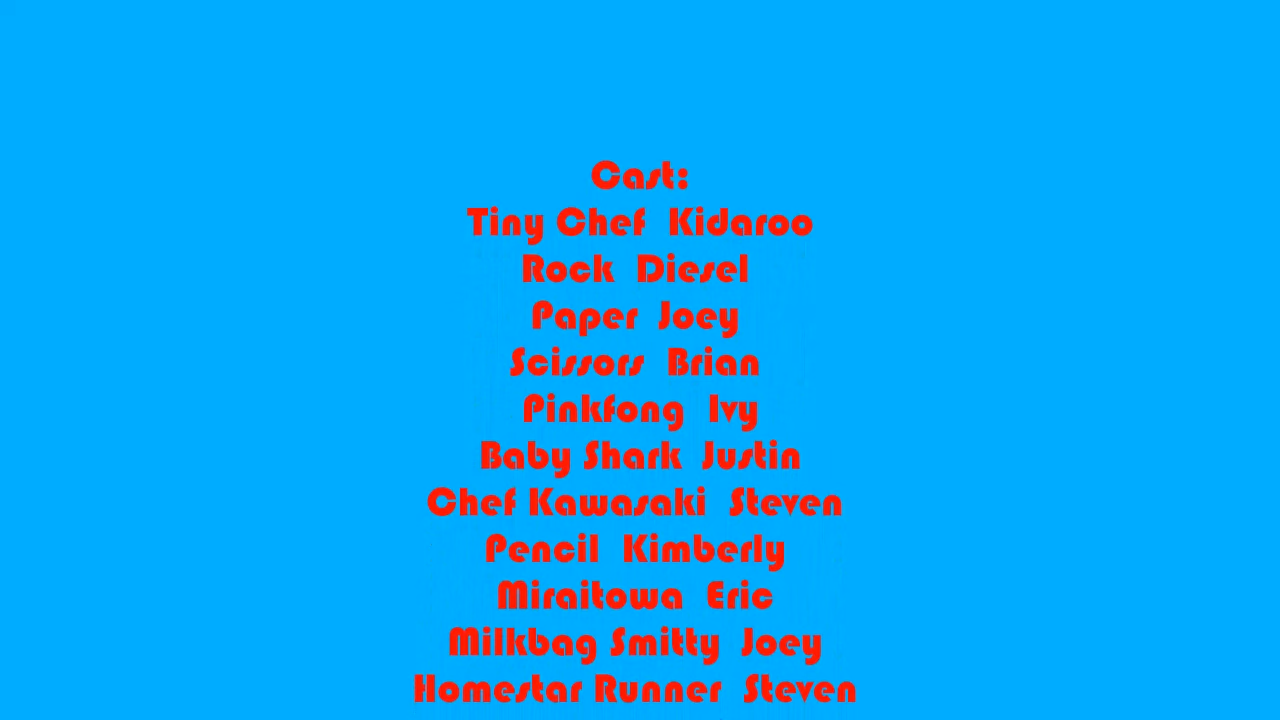 Cast:
Tiny Chef  Kidaroo
Rock  Diesel
Paper  Joey
Scissors  Brian
Pinkfong  Ivy
Baby Shark  Justin
Chef Kawasaki  Steven
Pencil  Kimberly
Miraitowa  Eric
Milkbag Smitty  Joey
Homestar Runner  Steven